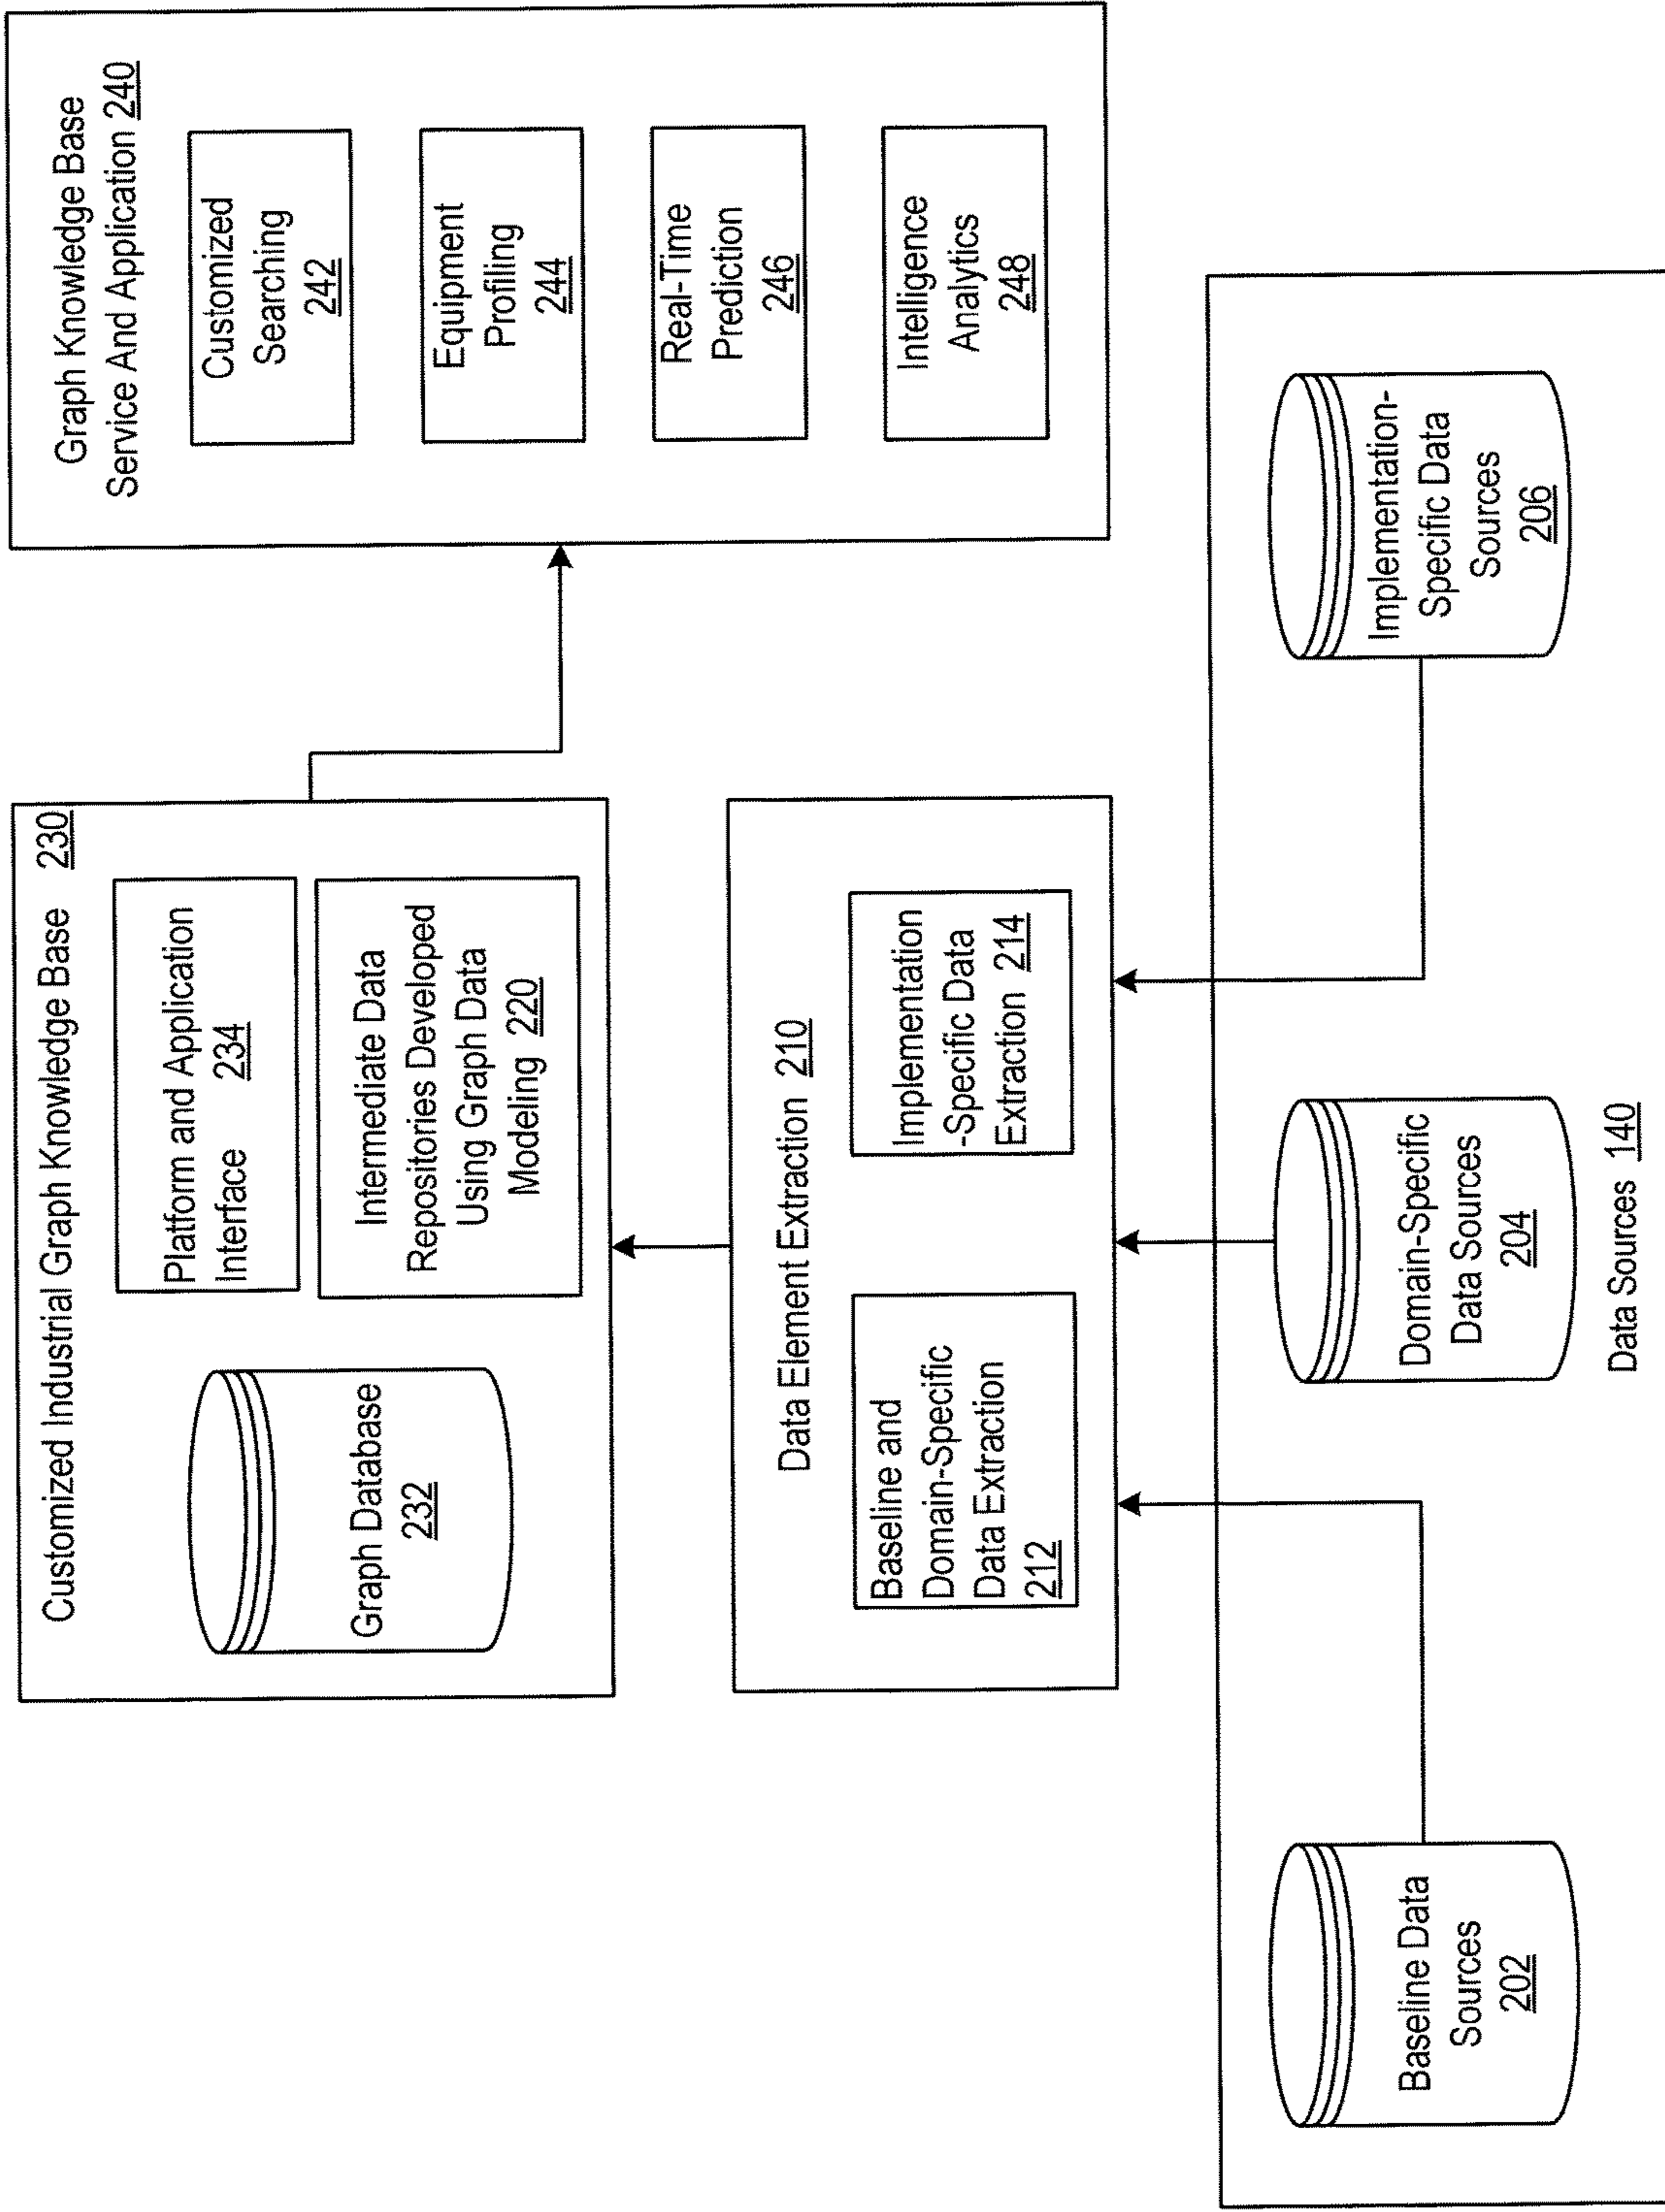 Customized Industrial Graph Knowledge Base 230
Graph Database
232
Platform and Application
Interface 234
Intermediate Data
Repositories Developed
Using Graph Data
Modeling 220
Graph Knowledge Base
Service And Application 240
Customized
Searching
242
Equipment
Profiling
244
Real-Time
Prediction
246
Intelligence
Analytics
248
Data Element Extraction 210
Baseline and
Domain-Specific
Data Extraction
212
Implementation
-Specific Data
Extraction 214
Baseline Data
Sources
202
Domain-Specific
Data Sources
204
Implementation-
Specific Data
Sources
206
Data Sources 140